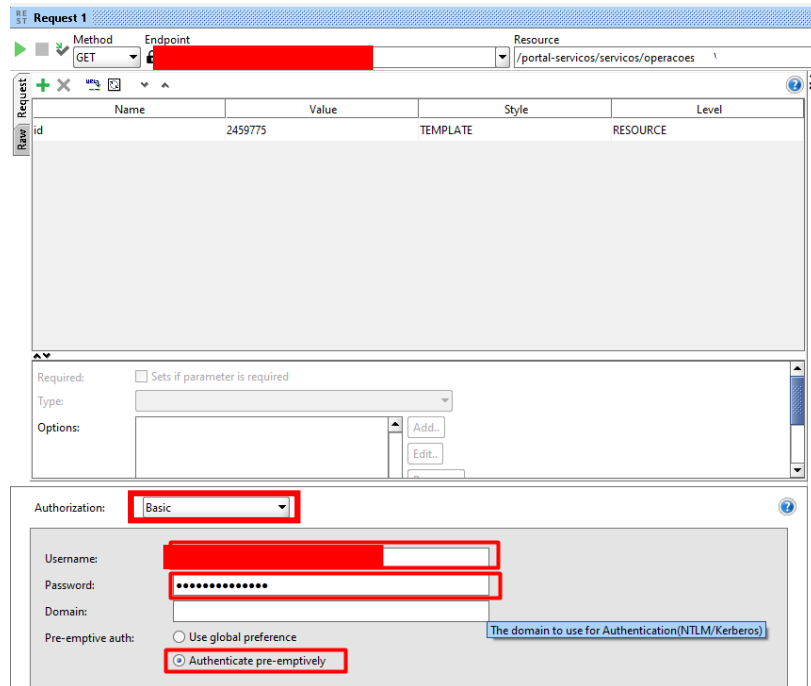 RE ST Request 1
Method Endpoint Resource
GET /portal-servicos/servicos/operacoes
Request
Raw
Name Value Style Level
id 2459775 TEMPLATE RESOURCE
Required: Sets if parameter is required
Type:
Options: Add..
Edit..
Authorization: Basic
Username:
Password: ••••••••••••••
Domain:
The domain to use for Authentication(NTLM/Kerberos)
Pre-emptive auth: Use global preference
Authenticate pre-emptively